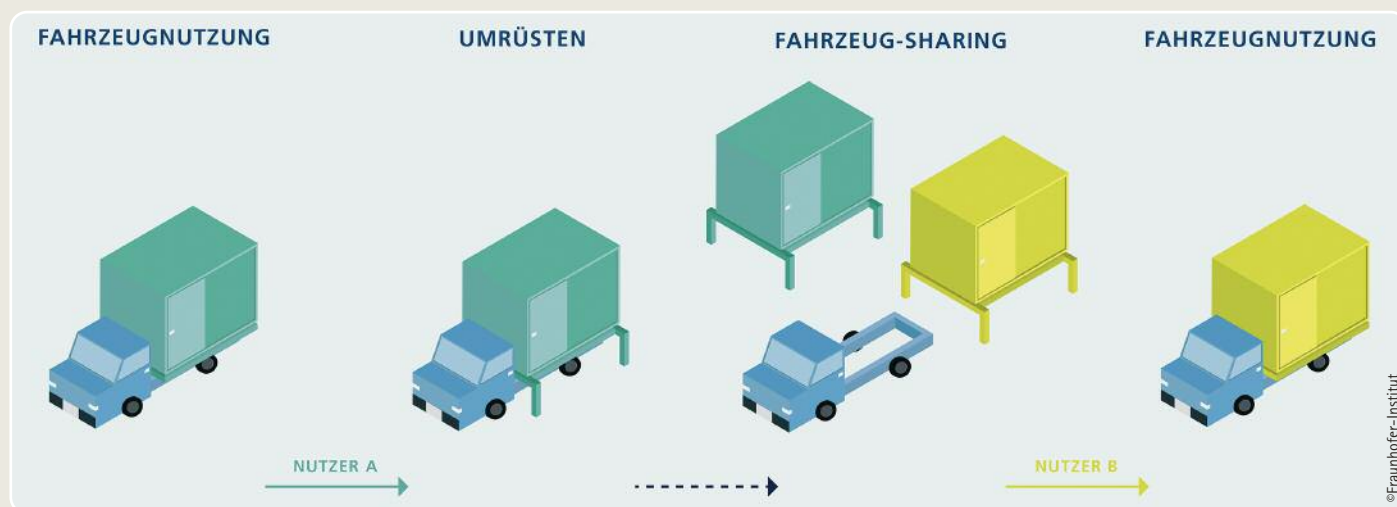 FAHRZEUGNUTZUNG
UMRÜSTEN
FAHRZEUG-SHARING
FAHRZEUGNUTZUNG
NUTZER A
NUTZER B
©Fraunhofer-Institut